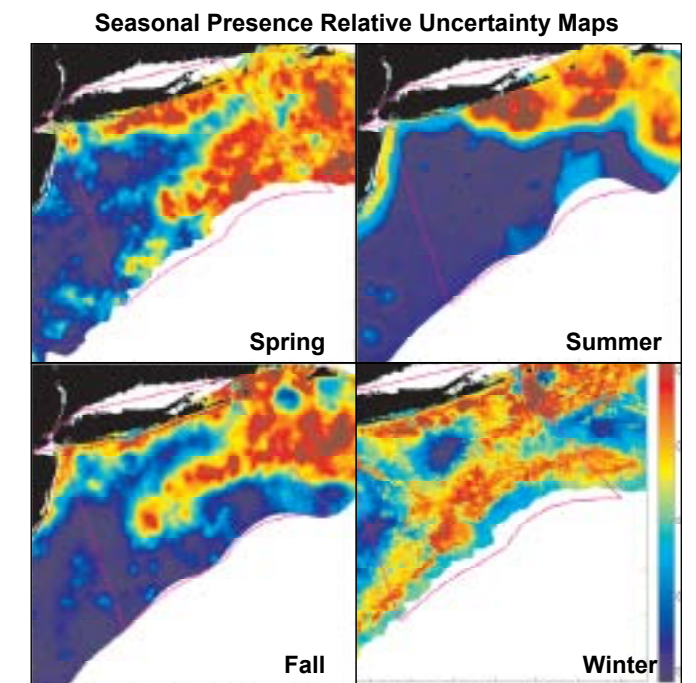 Seasonal Presence Relative Uncertainty Maps
Spring
Summer
Fall
Winter